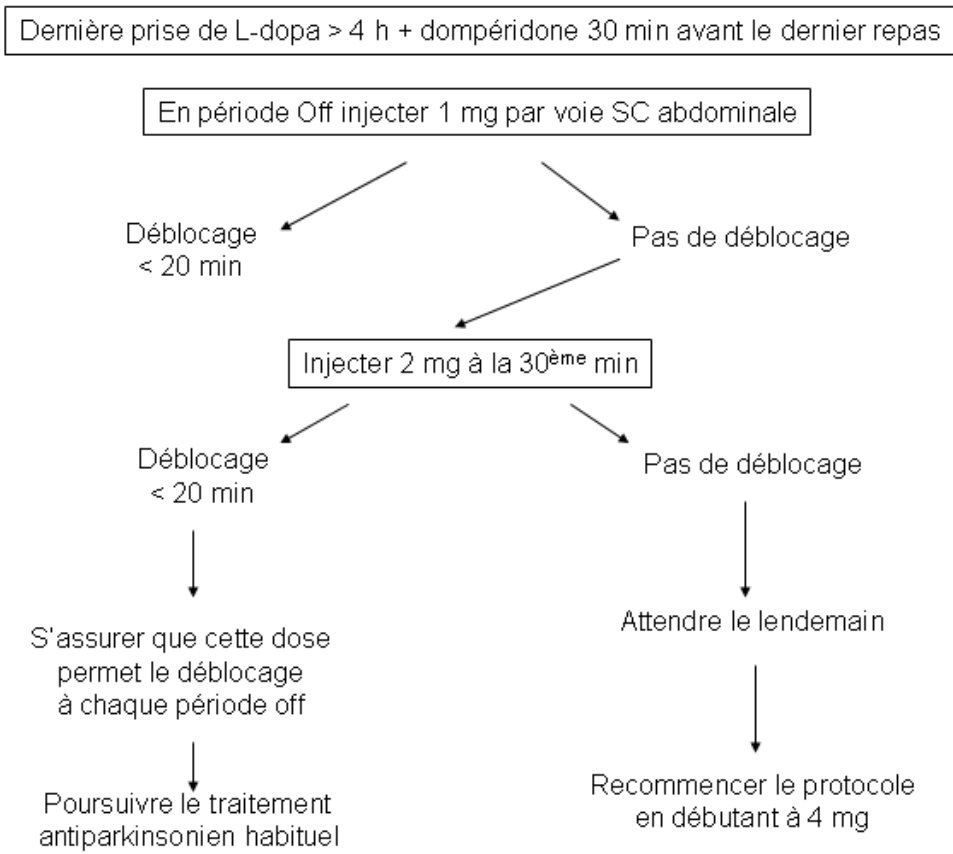 Dernière prise de L-dopa > 4 h + dompéridone 30 min avant le dernier repas
En période Off injecter 1 mg par voie SC abdominale
Déblocage
< 20 min
Pas de déblocage
Injecter 2 mg à la 30ème min
Déblocage
< 20 min
Pas de déblocage
S'assurer que cette dose
permet le déblocage
à chaque période off
Attendre le lendemain
Poursuivre le traitement
antiparkinsonien habituel
Recommencer le protocole
en débutant à 4 mg